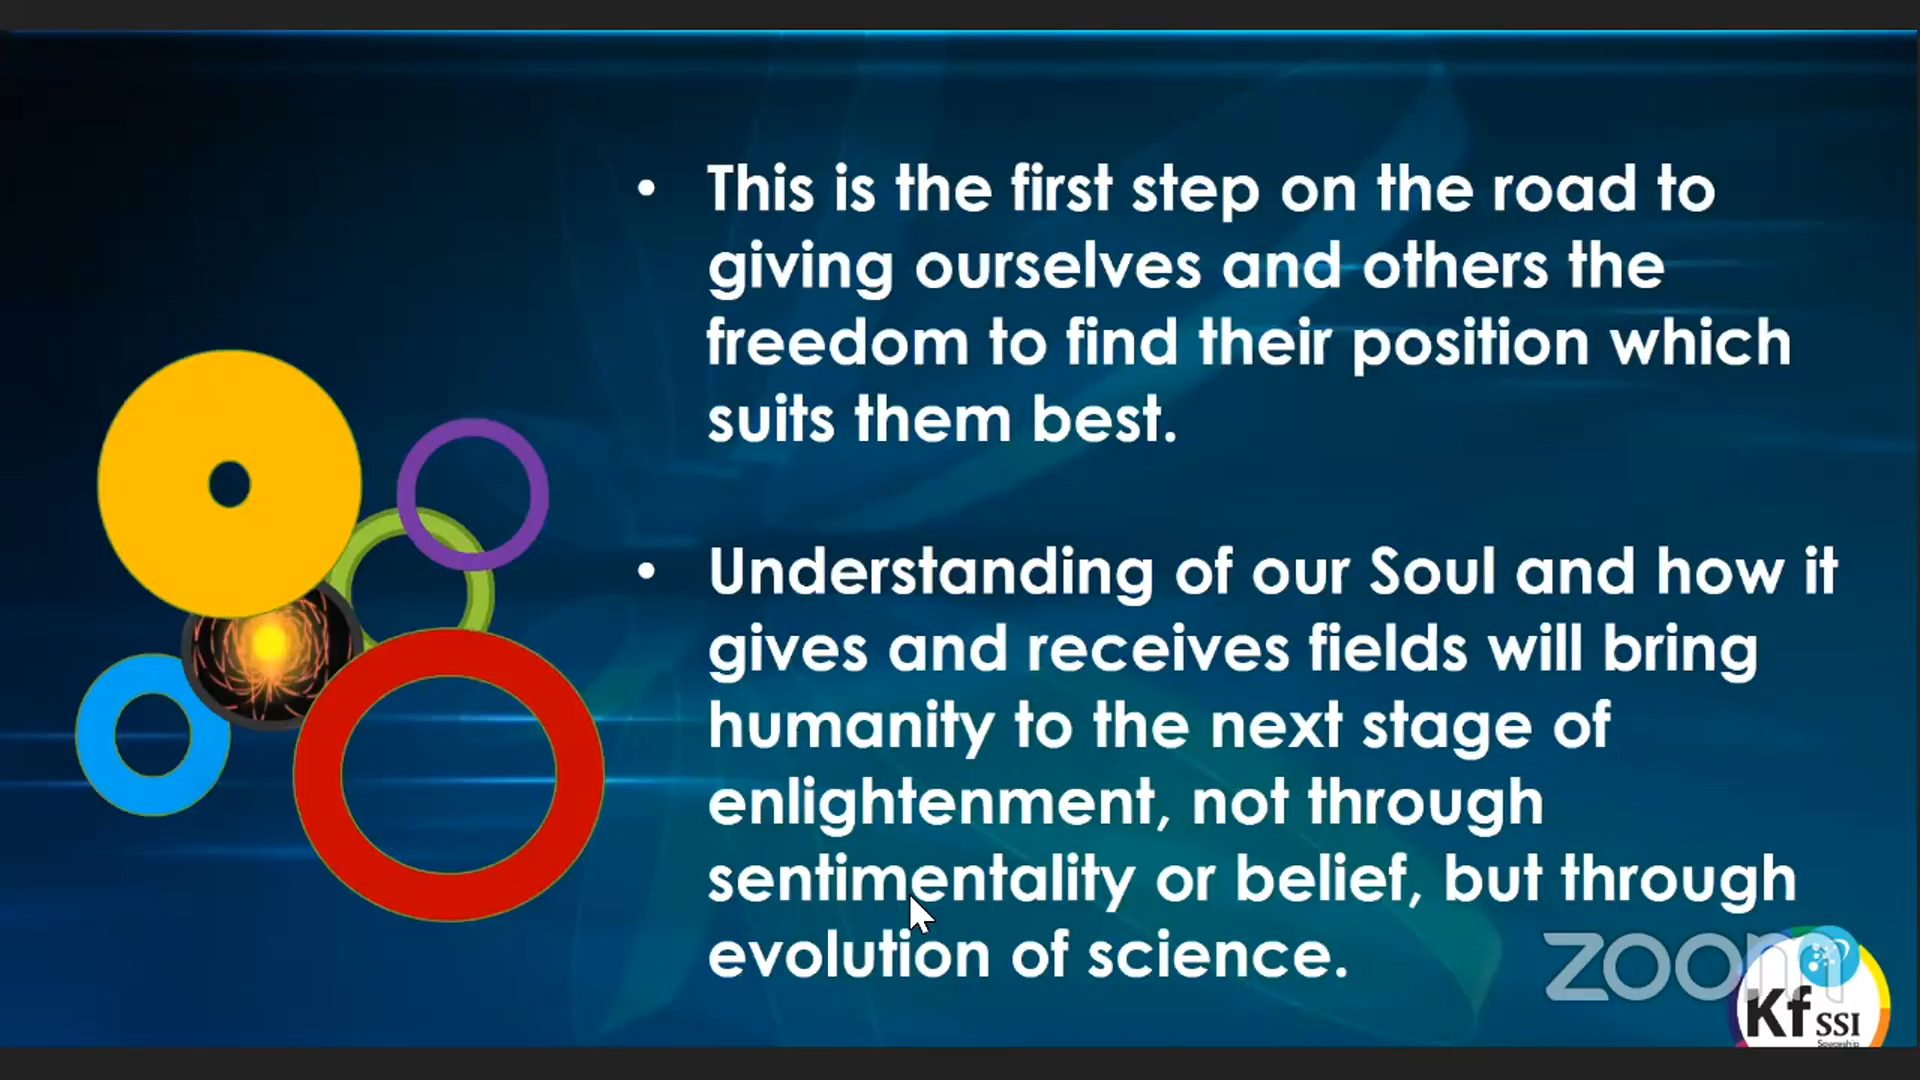 • This is the first step on the road to
giving ourselves and others the
freedom to find their position which
suits them best.
• Understanding of our Soul and how it
gives and receives fields will bring
humanity to the next stage of
enlightenment, not through
sentimentality or belief, but through
evolution of science.
zoom
Kf SSI
Spaceship